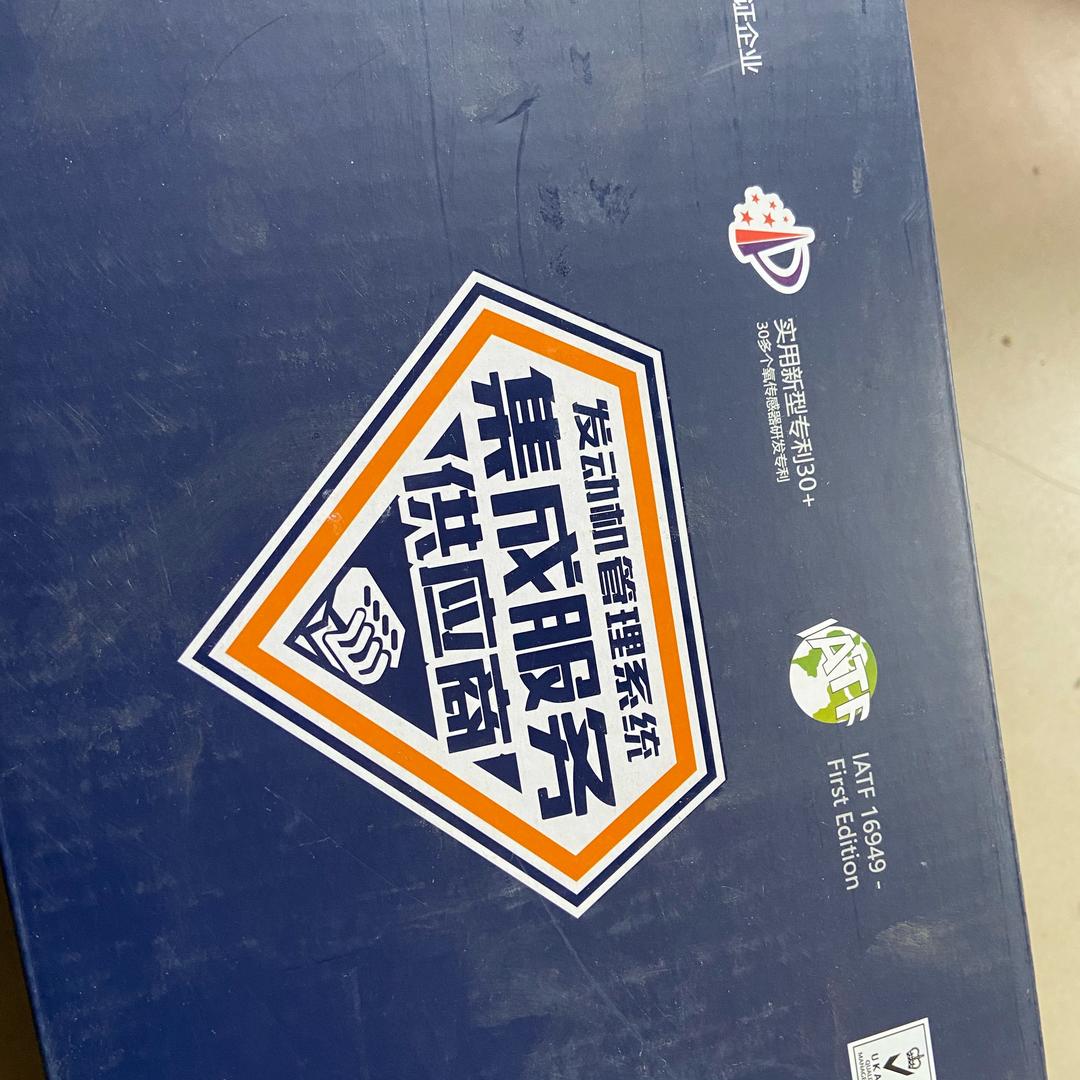 证企业
实用新型专利30+
30多个氧传感器研发专利
IATF
IATF 16949 -
First Edition
UKA
发动机管理系统
集成服务
供应商